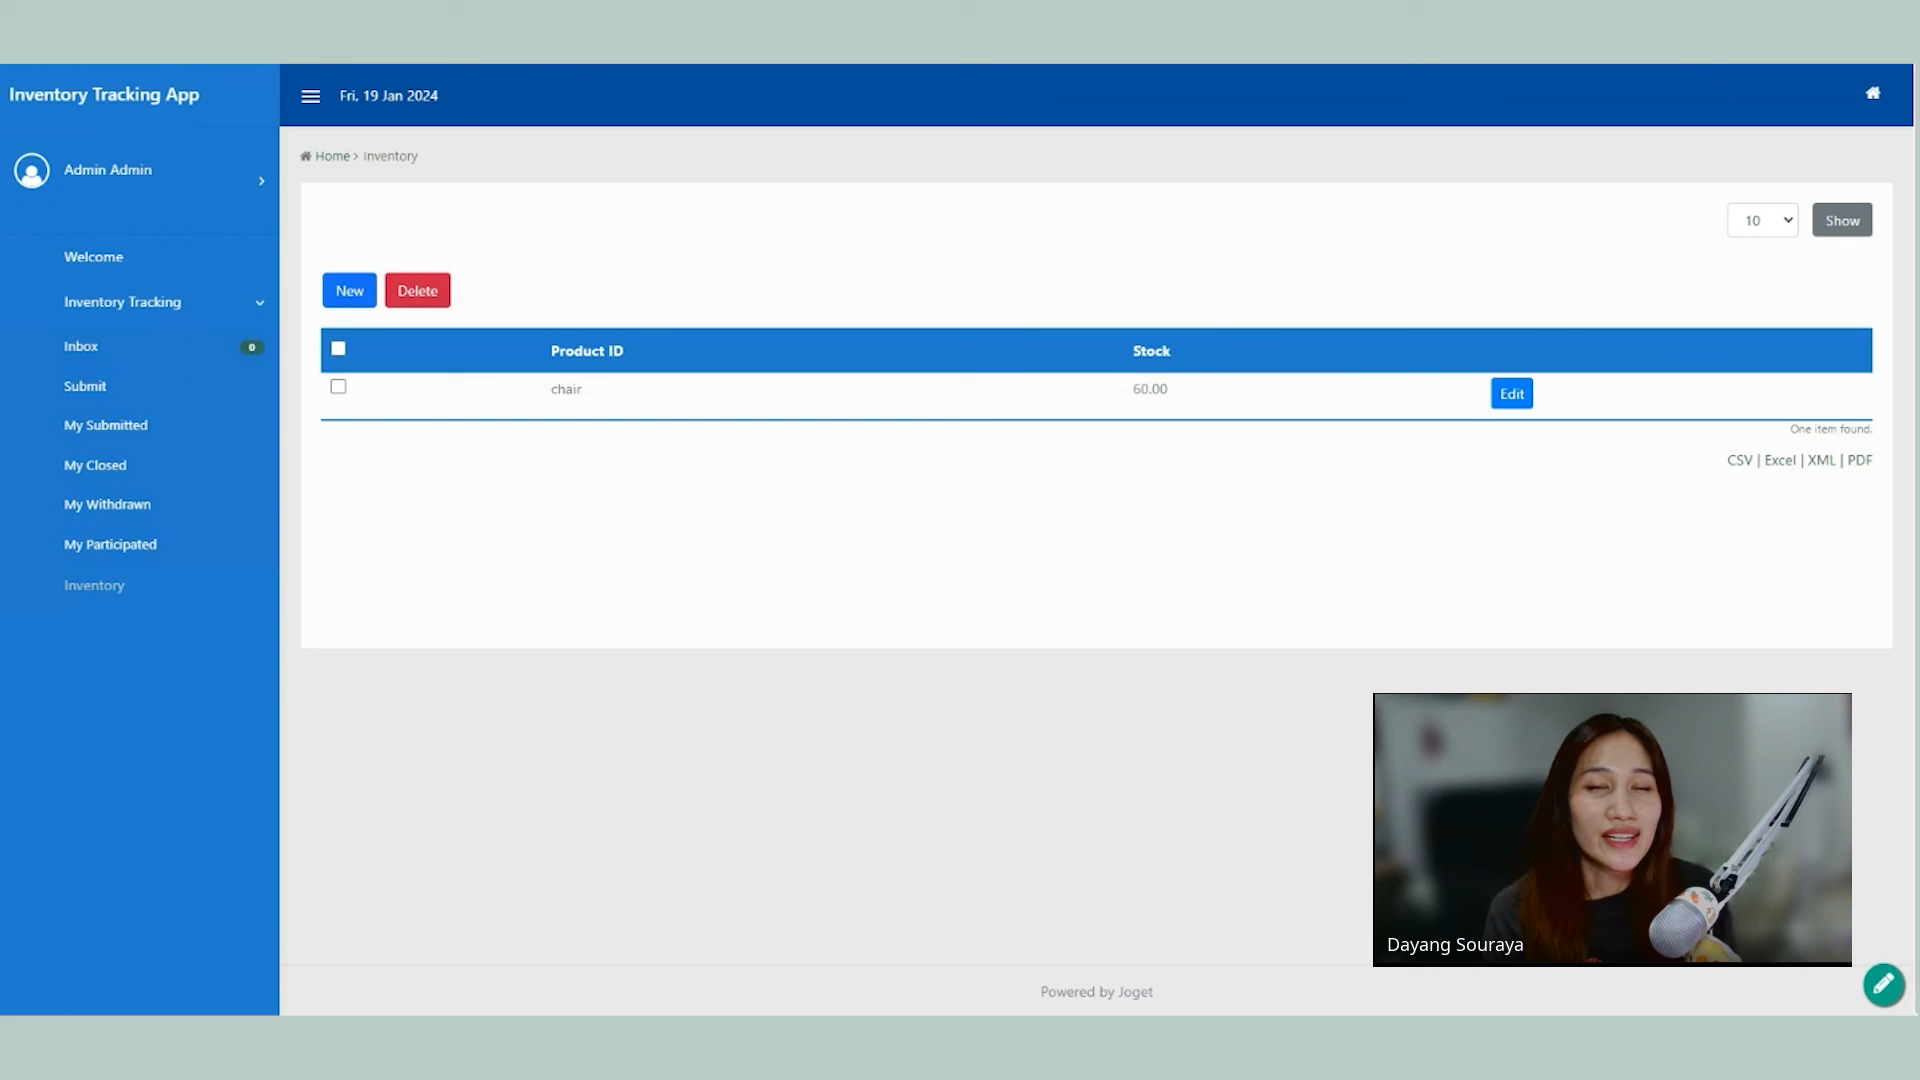 Inventory Tracking App
Fri, 19 Jan 2024
Admin Admin
Home > Inventory
10
Show
Welcome
Inventory Tracking
Inbox 0
Submit
My Submitted
My Closed
My Withdrawn
My Participated
Inventory
New Delete
Product ID Stock
chair 60.00 Edit
One item found.
CSV | Excel | XML | PDF
Dayang Souraya
Powered by Joget